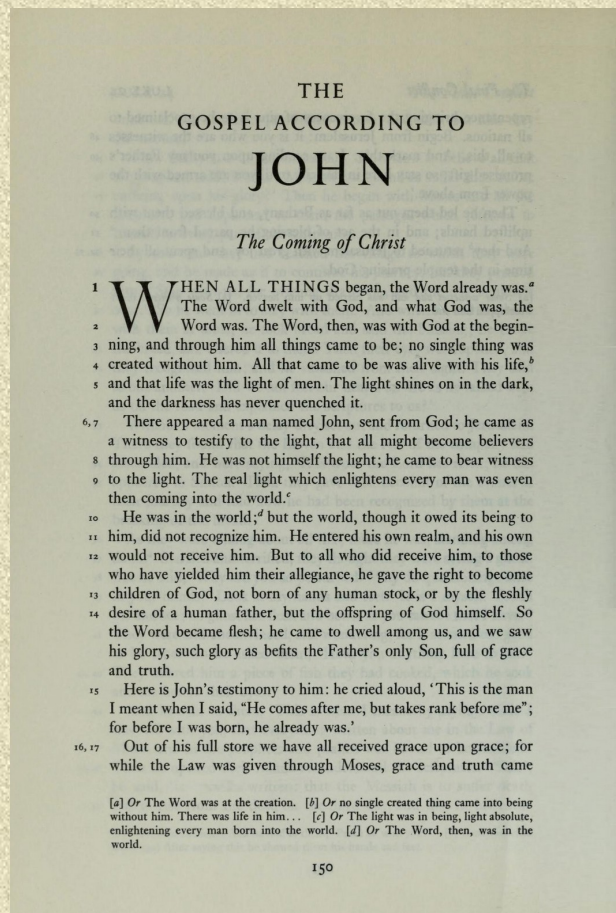 THE
GOSPEL ACCORDING TO
JOHN
The Coming of Christ
1 WHEN ALL THINGS began, the Word already was.a
The Word dwelt with God, and what God was, the
2 Word was. The Word, then, was with God at the begin-
3 ning, and through him all things came to be; no single thing was
4 created without him. All that came to be was alive with his life,b
5 and that life was the light of men. The light shines on in the dark,
and the darkness has never quenched it.
6, 7 There appeared a man named John, sent from God; he came as
a witness to testify to the light, that all might become believers
8 through him. He was not himself the light; he came to bear witness
9 to the light. The real light which enlightens every man was even
then coming into the world.c
10 He was in the world;d but the world, though it owed its being to
11 him, did not recognize him. He entered his own realm, and his own
12 would not receive him. But to all who did receive him, to those
who have yielded him their allegiance, he gave the right to become
13 children of God, not born of any human stock, or by the fleshly
14 desire of a human father, but the offspring of God himself. So
the Word became flesh; he came to dwell among us, and we saw
his glory, such glory as befits the Father's only Son, full of grace
and truth.
15 Here is John's testimony to him: he cried aloud, 'This is the man
I meant when I said, "He comes after me, but takes rank before me";
for before I was born, he already was.'
16, 17 Out of his full store we have all received grace upon grace; for
while the Law was given through Moses, grace and truth came
[a] Or The Word was at the creation. [b] Or no single created thing came into being
without him. There was life in him... [c] Or The light was in being, light absolute,
enlightening every man born into the world. [d] Or The Word, then, was in the
world.
150